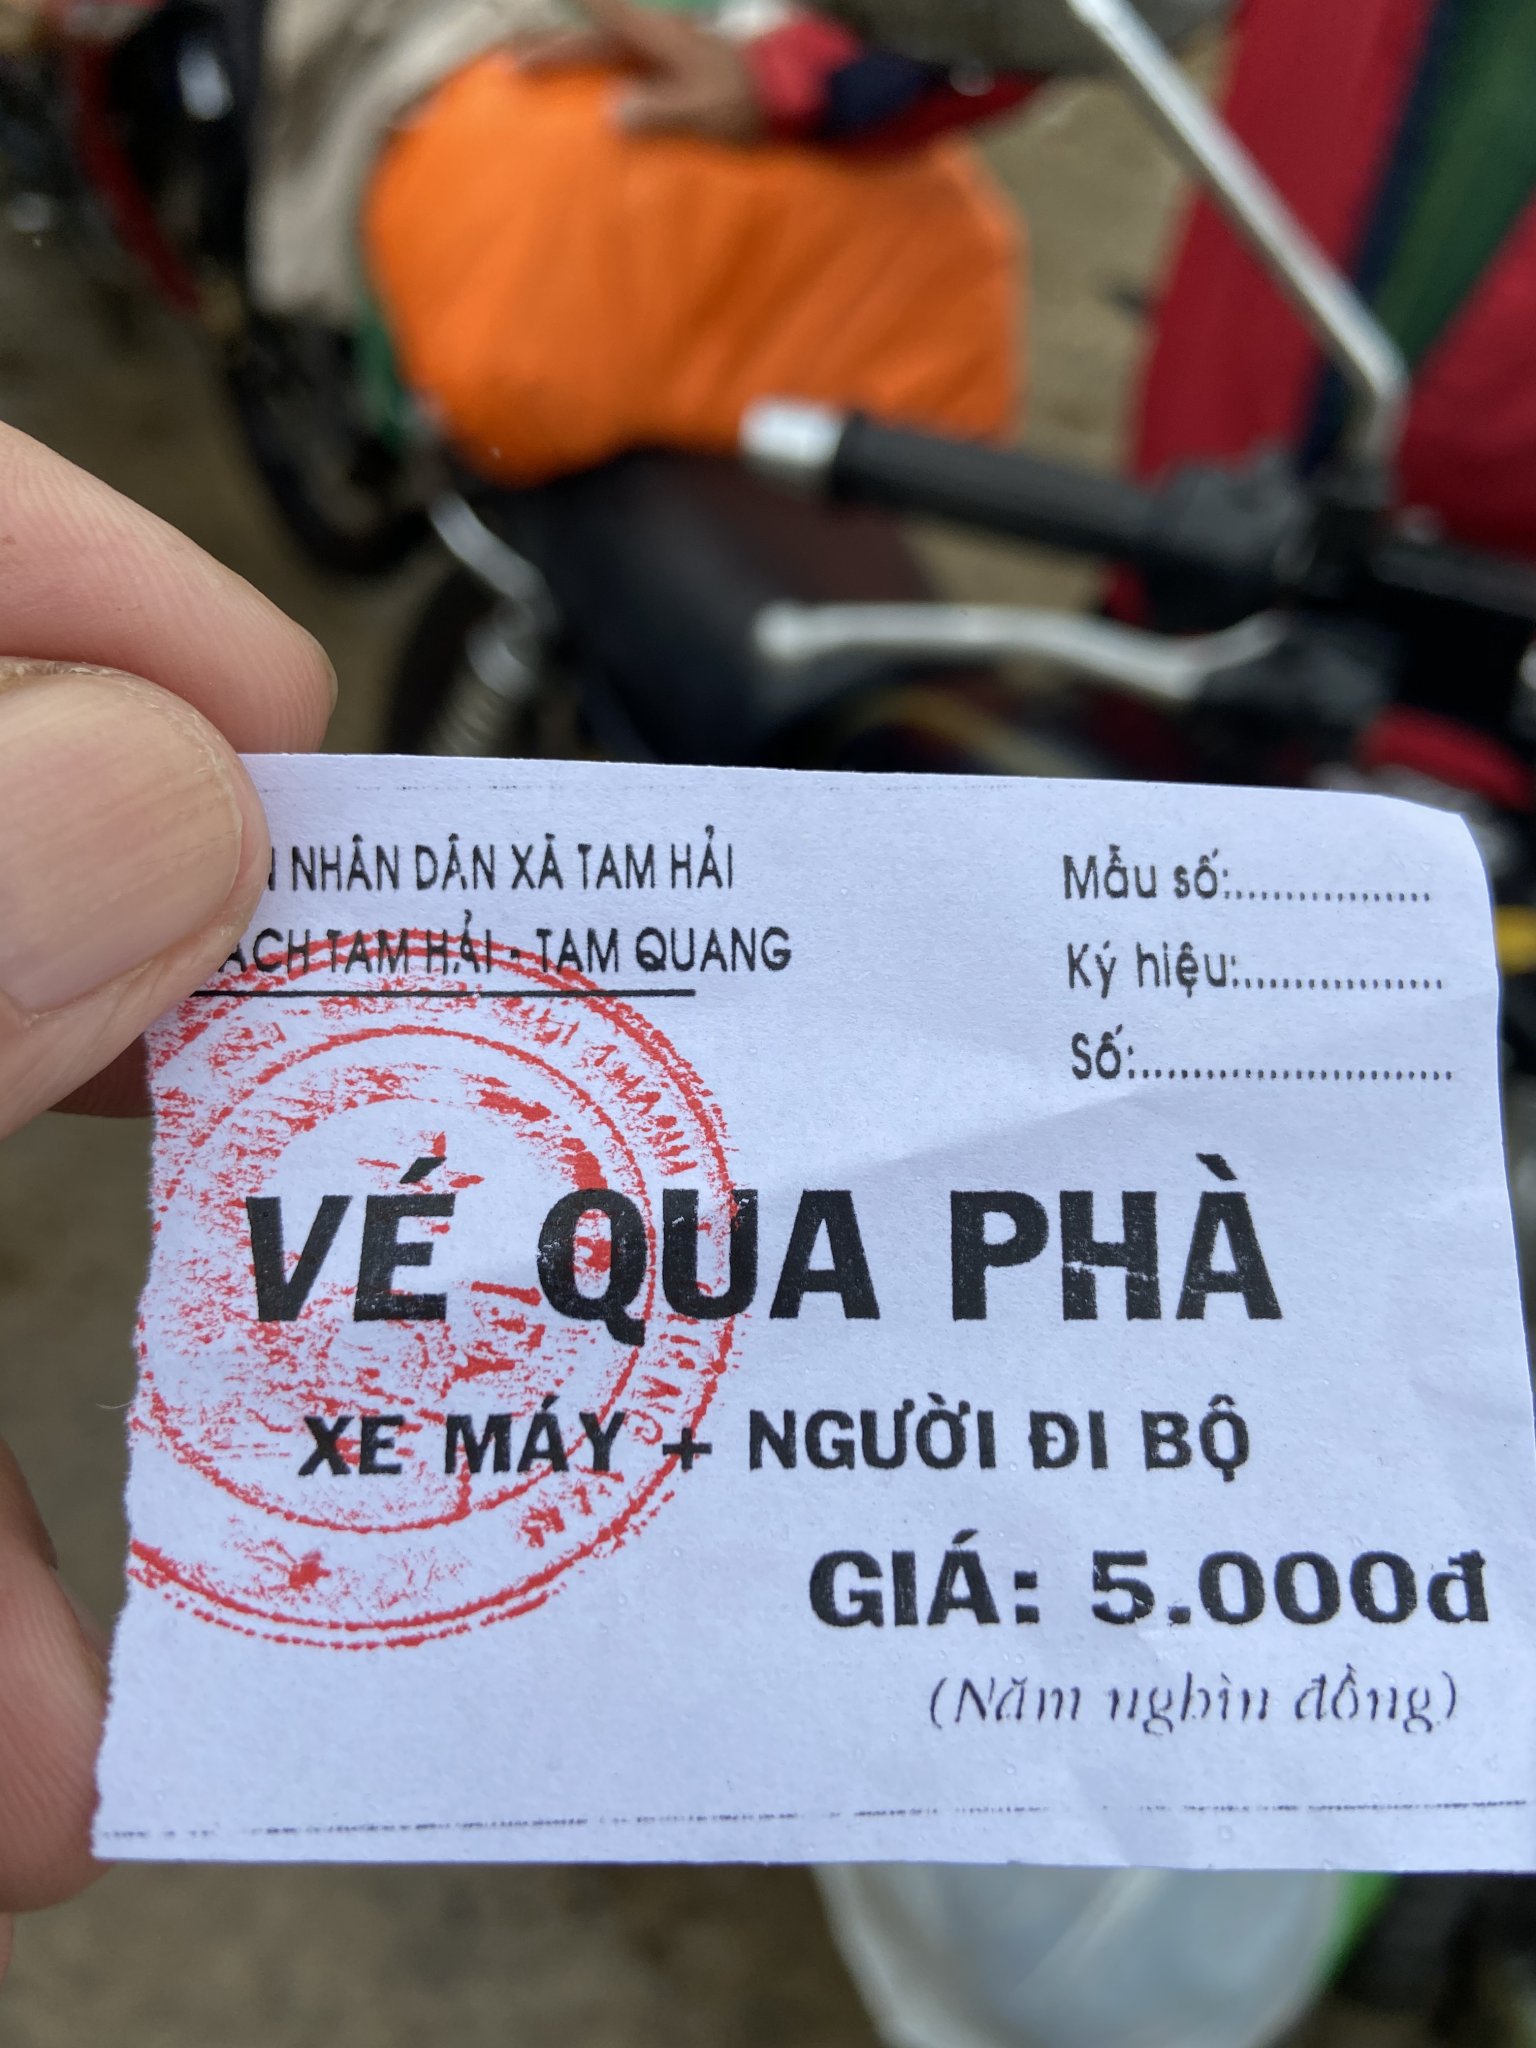 NHÂN DÂN XÃ TAM HẢI
ACH TAM HẢI - TAM QUANG
Mẫu số:
Ký hiệu:
Số:
VÉ QUA PHÀ
XE MÁY + NGƯỜI ĐI BỘ
GIÁ: 5.000đ
(Năm nghìn đồng)